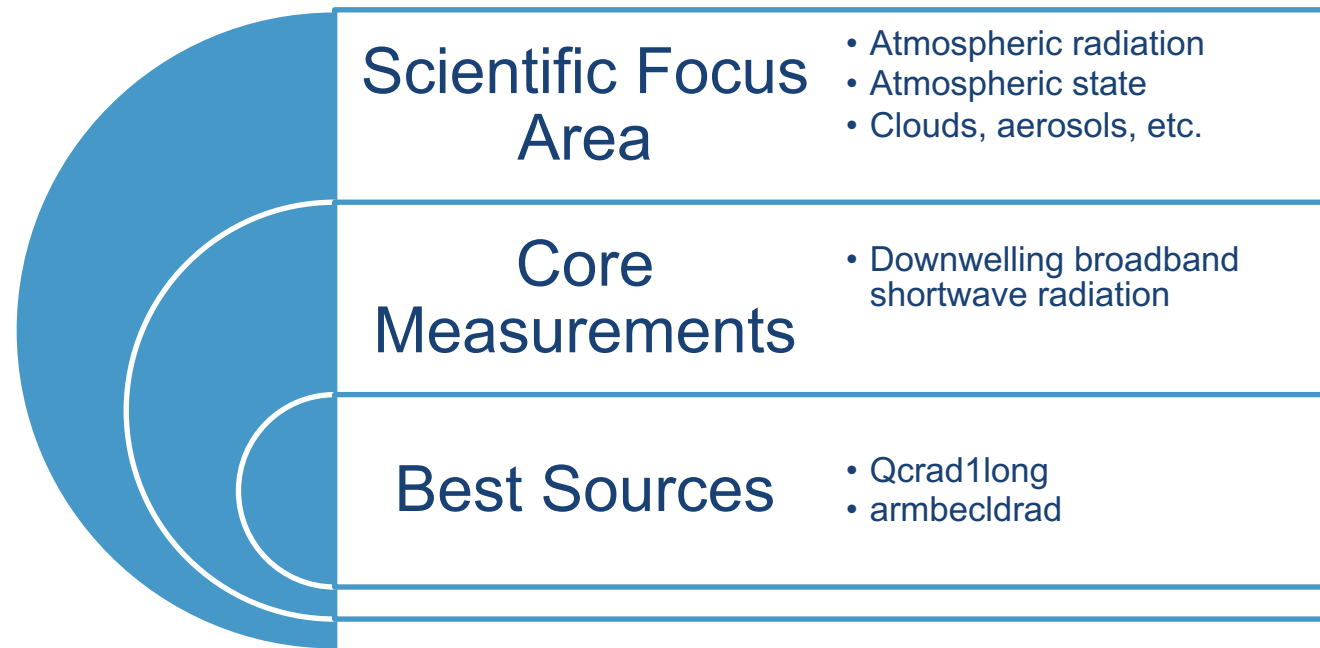 Scientific Focus
Area
• Atmospheric radiation
• Atmospheric state
• Clouds, aerosols, etc.
Core
Measurements
• Downwelling broadband
shortwave radiation
Best Sources
• Qcrad1long
• armbecldrad